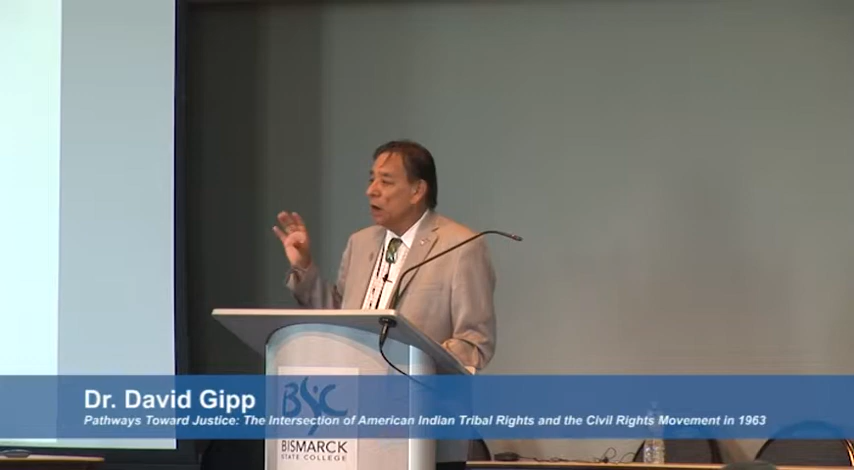 Dr. David Gipp
Pathways Toward Justice: The Intersection of American Indian Tribal Rights and the Civil Rights Movement in 1963
BSC
BISMARCK
STATE COLLEGE